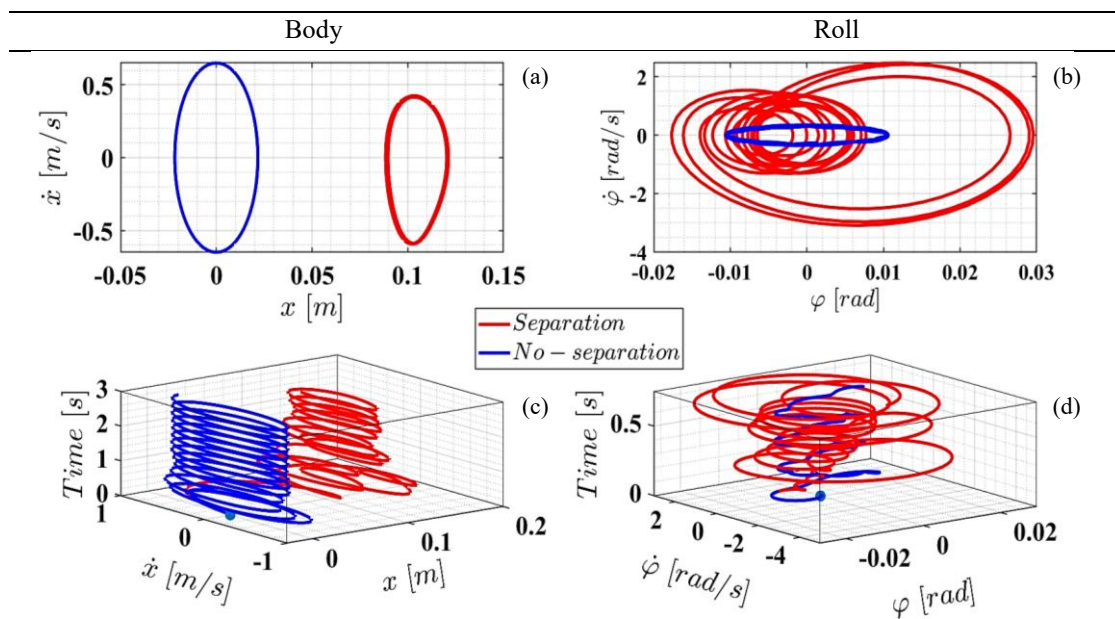 Body Roll
(a) (b)
0.5
0
-0.5
ẋ [m/s]
-0.05 0 0.05 0.1 0.15
x [m]
2
0
-2
-4
φ̇ [rad/s]
-0.02 -0.01 0 0.01 0.02 0.03
φ [rad]
Separation
No - separation
(c) (d)
3
2
1
0
Time [s]
1 0 -1
ẋ [m/s]
0 0.1 0.2
x [m]
0.5
0
Time [s]
2 0 -2 -4
φ̇ [rad/s]
-0.02 0 0.02
φ [rad]